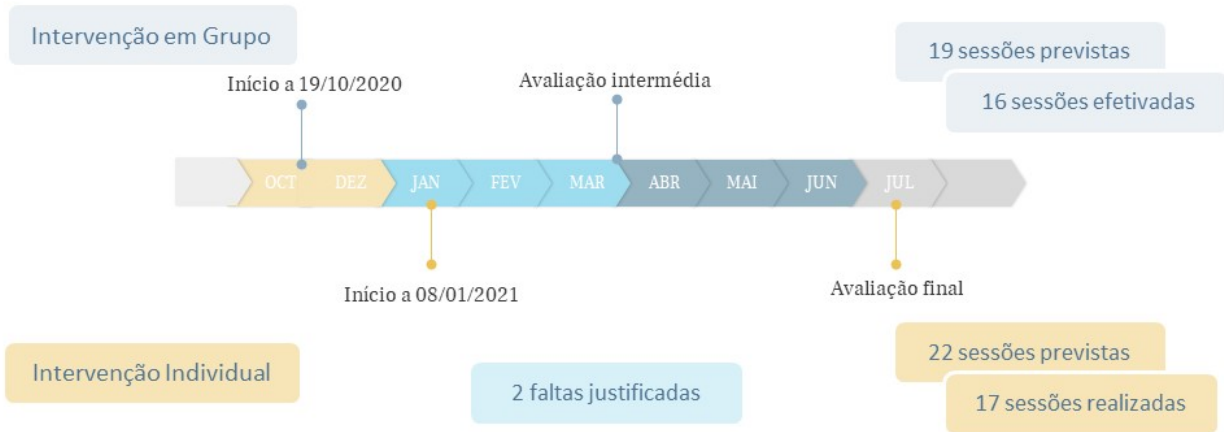 Intervenção em Grupo
19 sessões previstas
16 sessões efetivadas
Início a 19/10/2020
Avaliação intermédia
OCT DEZ JAN FEV MAR ABR MAI JUN JUL
Início a 08/01/2021
Avaliação final
Intervenção Individual
2 faltas justificadas
22 sessões previstas
17 sessões realizadas